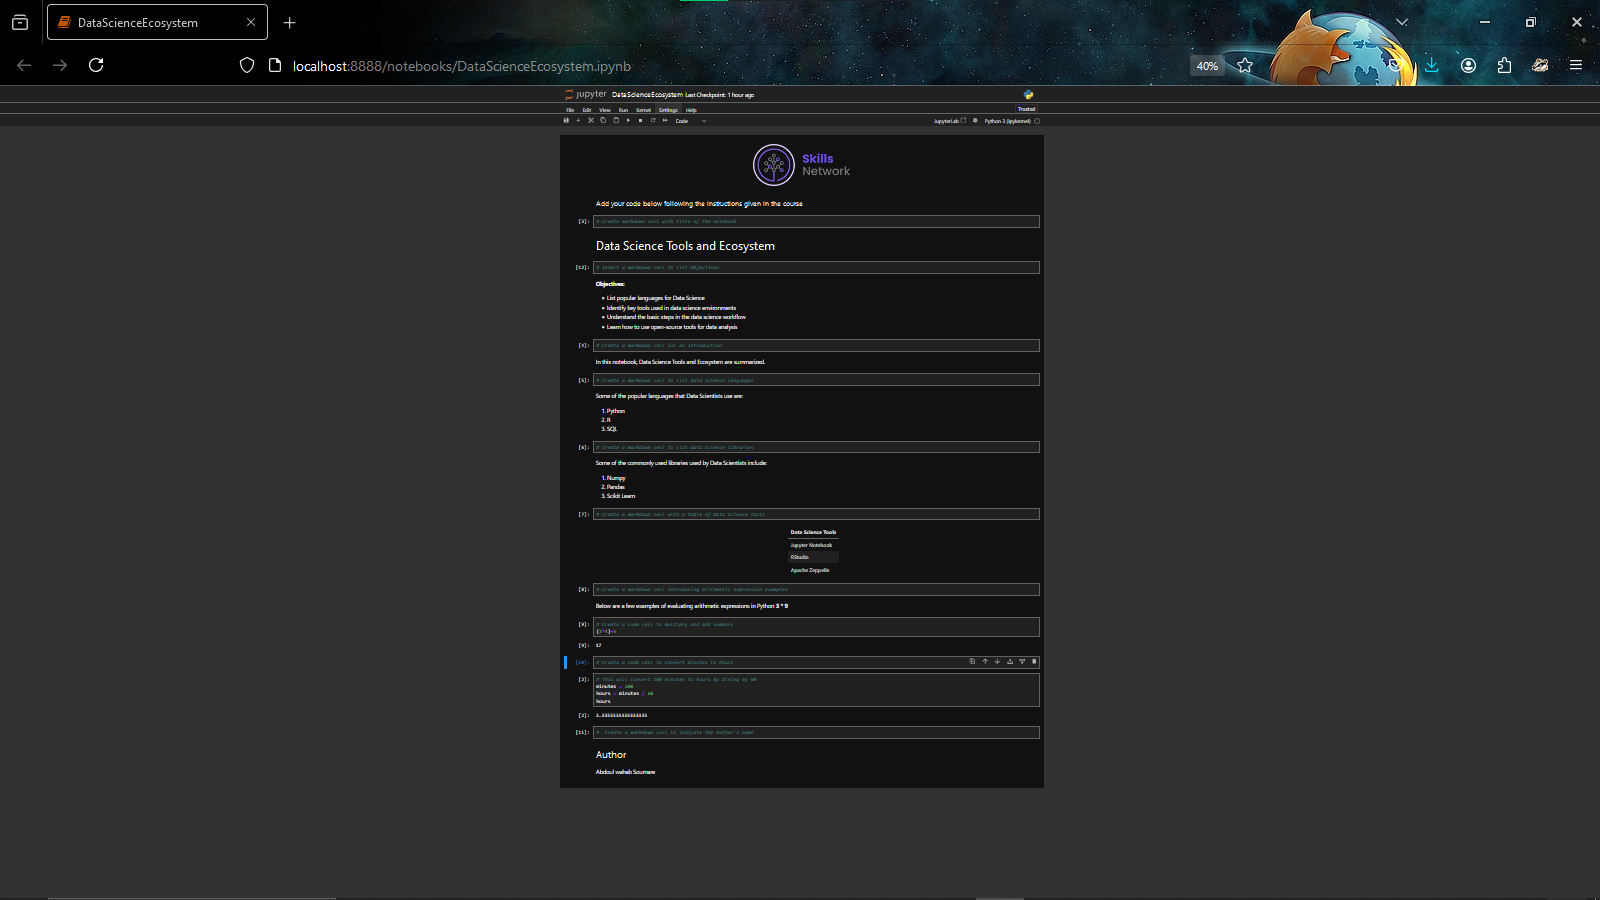 DataScienceEcosystem
localhost:8888/notebooks/DataScienceEcosystem.ipynb
40%
jupyter DataScienceEcosystem Last Checkpoint: 1 hour ago
File Edit View Run Kernel Settings Help
Trusted
Code
JupyterLab
Python 3 (ipykernel)
Skills
Network
Add your code below following the instructions given in the course
# Create markdown cell with title of the notebook
Data Science Tools and Ecosystem
[12]: # Insert a markdown cell to list Objectives
Objectives:
• List popular languages for Data Science
• Identify key tools used in data science environments
• Understand the basic steps in the data science workflow
• Learn how to use open-source tools for data analysis
[4]: # Create a markdown cell for an introduction
In this notebook, Data Science Tools and Ecosystem are summarized.
[5]: # Create a markdown cell to list data science languages
Some of the popular languages that Data Scientists use are:
1. Python
2. R
3. SQL
[6]: # Create a markdown cell to list data science libraries
Some of the commonly used libraries used by Data Scientists include:
1. Numpy
2. Pandas
3. Scikit Learn
[7]: # Create a markdown cell with a table of Data Science tools
Data Science Tools
Jupyter Notebook
RStudio
Apache Zeppelin
[8]: # Create a markdown cell introducing arithmetic expression examples
Below are a few examples of evaluating arithmetic expressions in Python 3 * 9
[9]: # Create a code cell to multiply and add numbers
[9]: 17
[10]: # Create a code cell to convert minutes to hours
# This will convert 200 minutes to hours by diving by 60
minutes = 200
hours = minutes / 60
hours
3.3333333333333335
[11]: # Create a markdown cell to indicate the Author's name
Author
Abdoul wahab Soumare